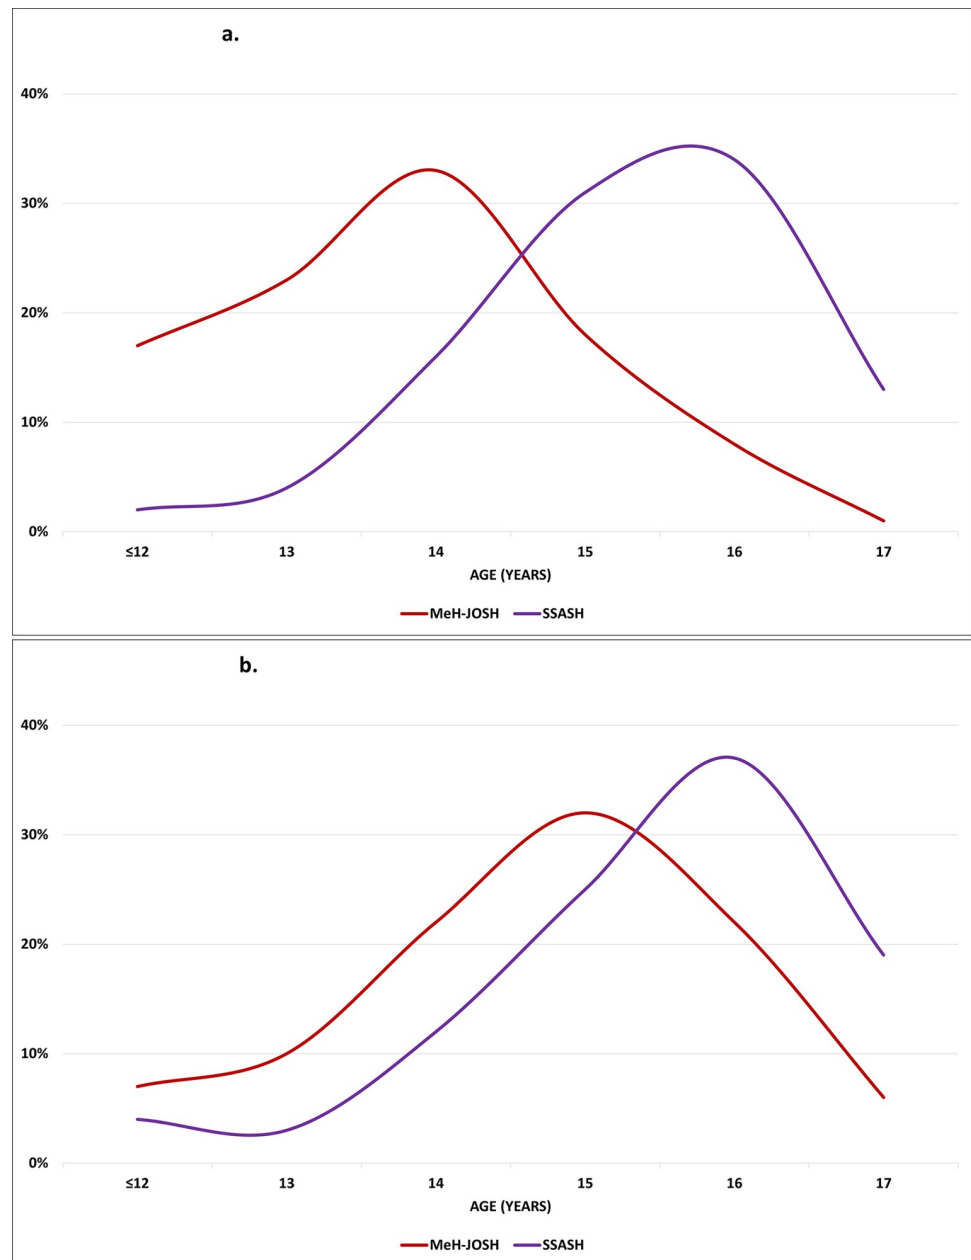 a.
40%
30%
20%
10%
0%
≤12 13 14 15 16 17
AGE (YEARS)
MeH-JOSH SSASH
b.
40%
30%
20%
10%
0%
≤12 13 14 15 16 17
AGE (YEARS)
MeH-JOSH SSASH